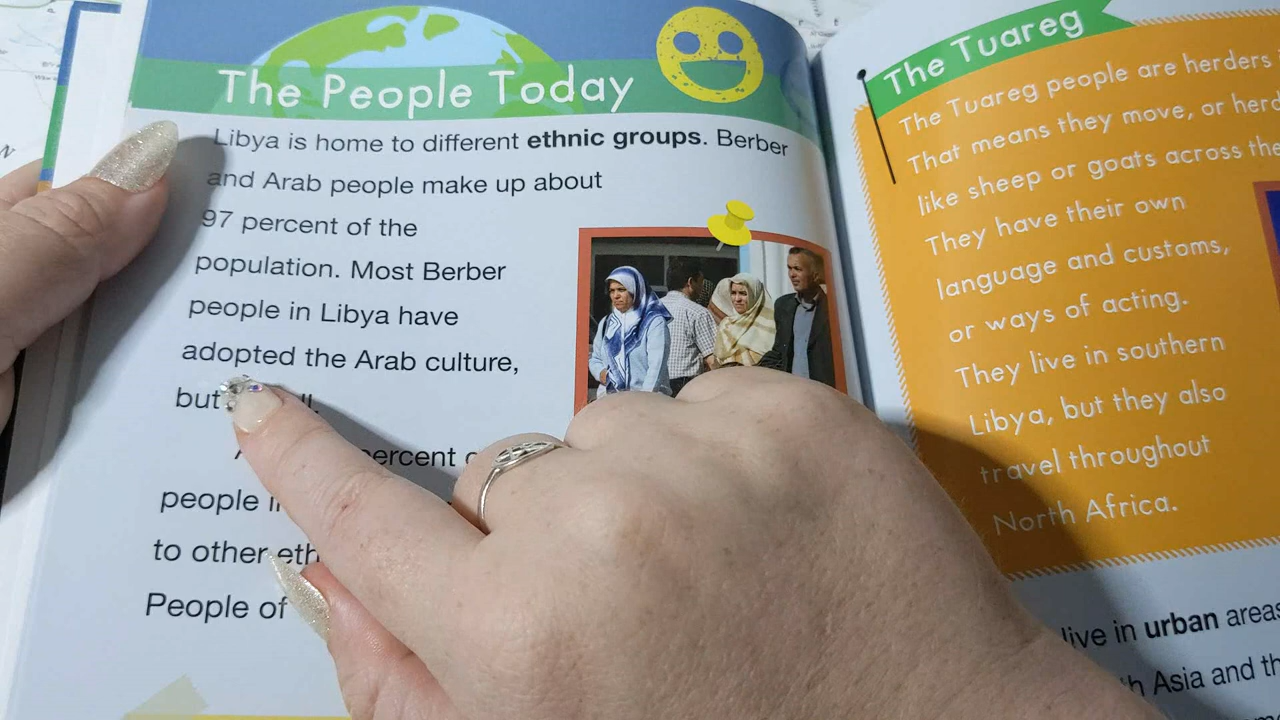 The People Today
Libya is home to different ethnic groups. Berber
and Arab people make up about
97 percent of the
population. Most Berber
people in Libya have
adopted the Arab culture,
but
percent
people
to other
People of
The Tuareg
The Tuareg people are herders
That means they move, or herd
like sheep or goats across the
They have their own
language and customs,
or ways of acting.
They live in southern
Libya, but they also
travel throughout
North Africa.
live in urban areas
Asia and